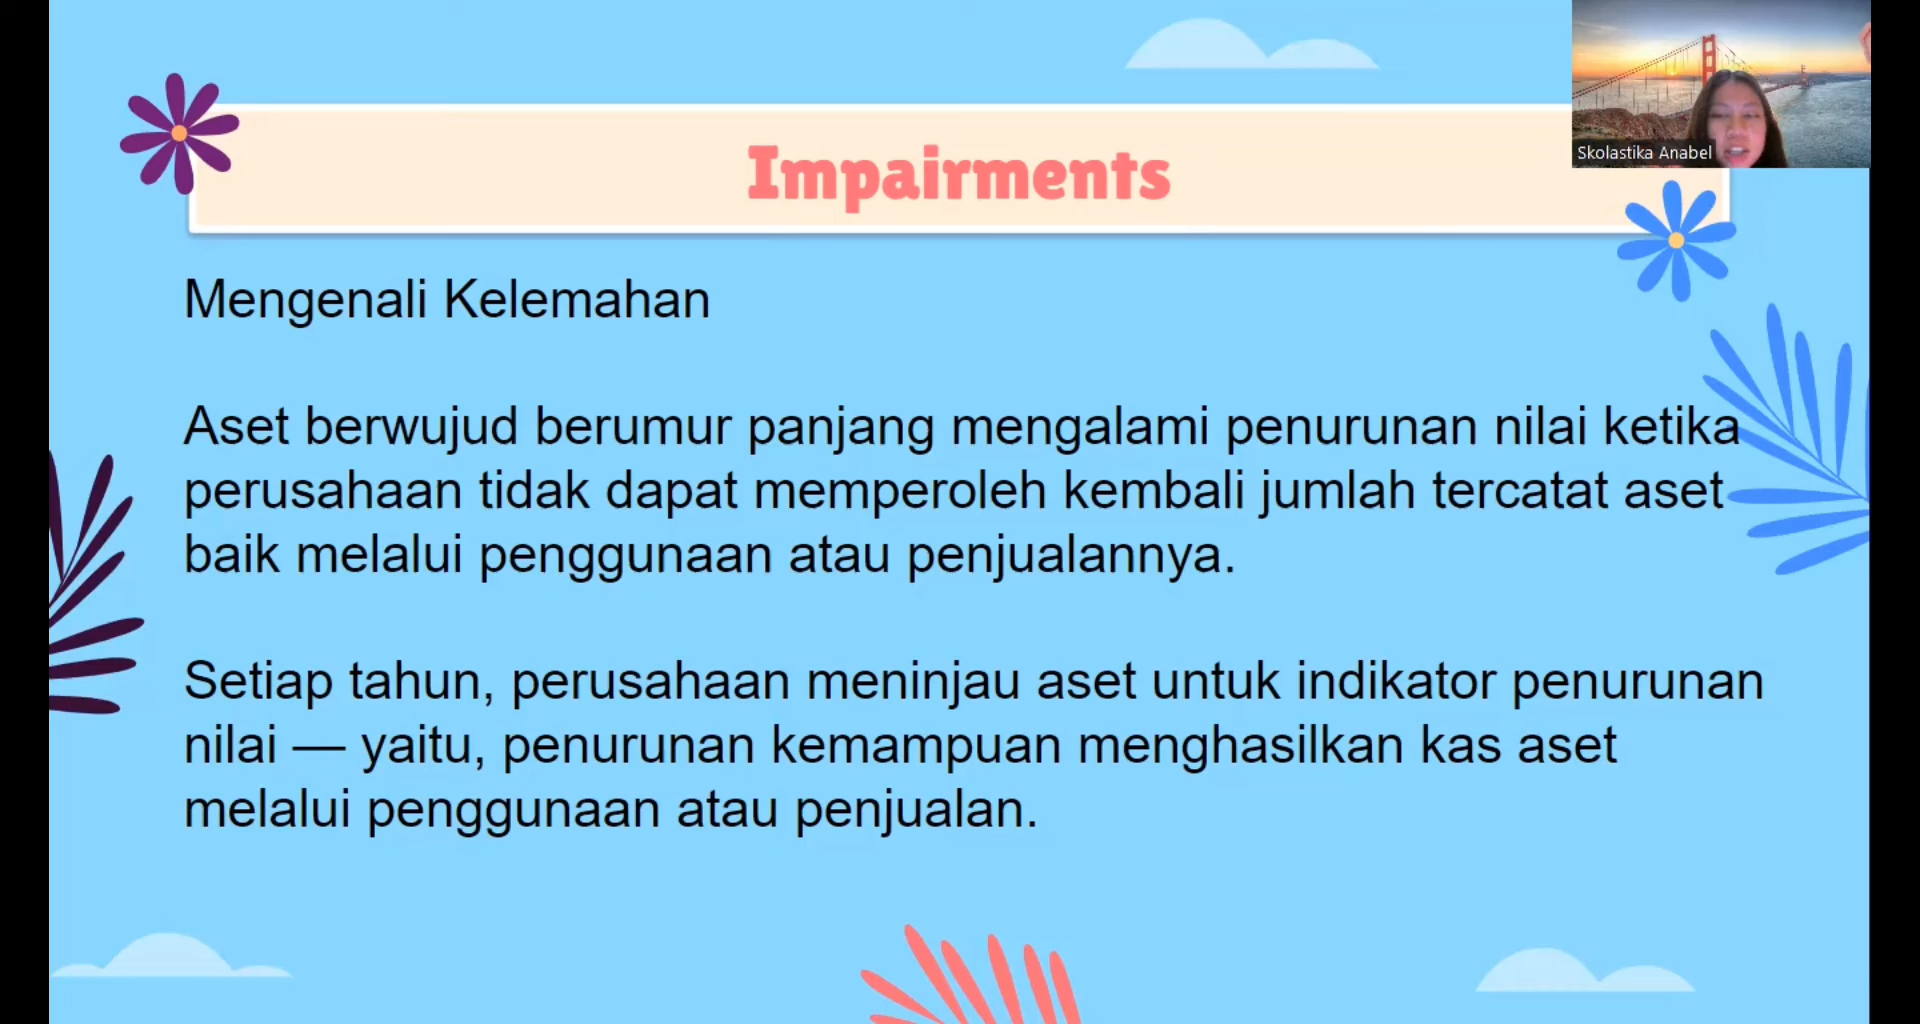 Impairments
Skolastika Anabel
Mengenali Kelemahan
Aset berwujud berumur panjang mengalami penurunan nilai ketika
perusahaan tidak dapat memperoleh kembali jumlah tercatat aset
baik melalui penggunaan atau penjualannya.
Setiap tahun, perusahaan meninjau aset untuk indikator penurunan
nilai — yaitu, penurunan kemampuan menghasilkan kas aset
melalui penggunaan atau penjualan.